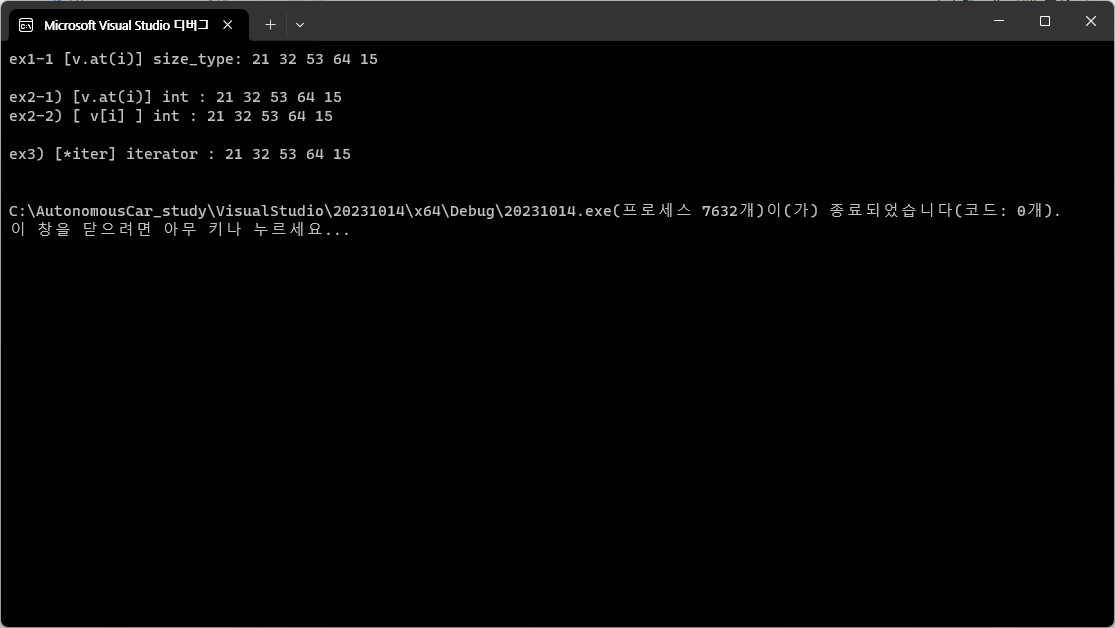 Microsoft Visual Studio 디버그
ex1-1 [v.at(i)] size_type: 21 32 53 64 15
ex2-1) [v.at(i)] int : 21 32 53 64 15
ex2-2) [ v[i] ] int : 21 32 53 64 15
ex3) [*iter] iterator : 21 32 53 64 15
C:\AutonomousCar_study\VisualStudio\20231014\x64\Debug\20231014.exe(프로세스 7632개)이(가) 종료되었습니다(코드: 0개).
이 창을 닫으려면 아무 키나 누르세요...